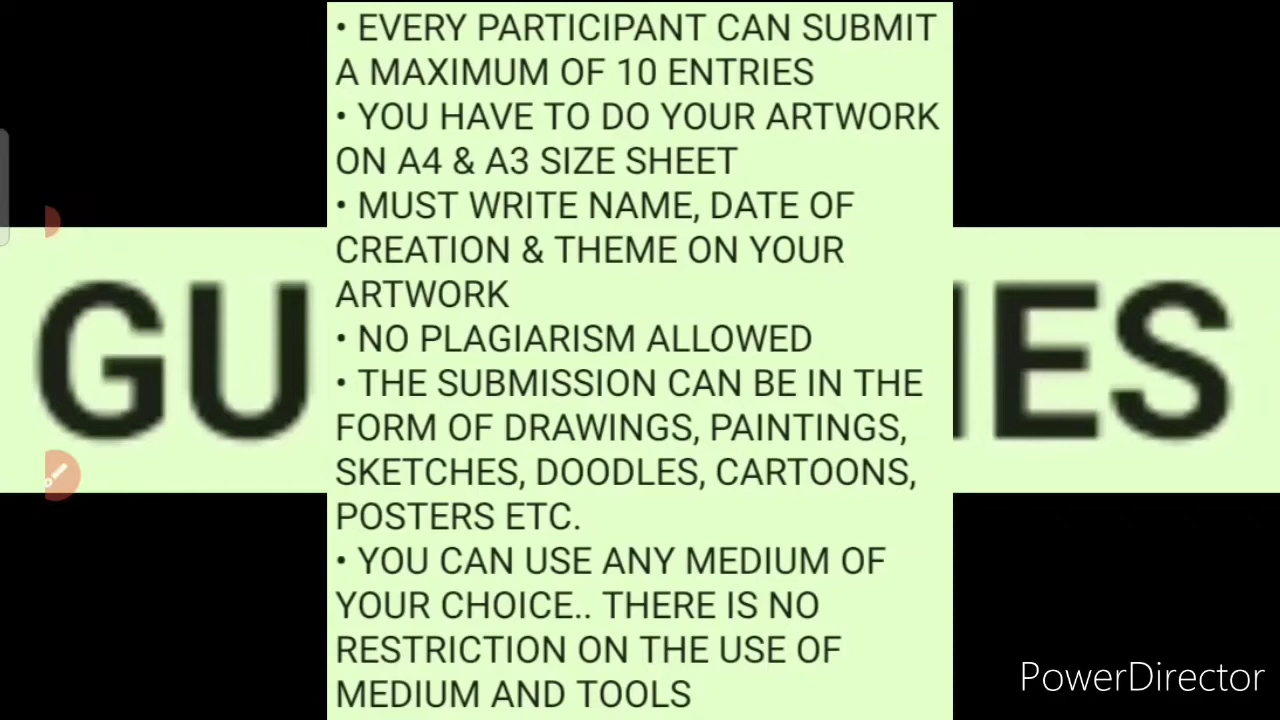 • EVERY PARTICIPANT CAN SUBMIT
A MAXIMUM OF 10 ENTRIES
• YOU HAVE TO DO YOUR ARTWORK
ON A4 & A3 SIZE SHEET
• MUST WRITE NAME, DATE OF
CREATION & THEME ON YOUR
ARTWORK
• NO PLAGIARISM ALLOWED
• THE SUBMISSION CAN BE IN THE
FORM OF DRAWINGS, PAINTINGS,
SKETCHES, DOODLES, CARTOONS,
POSTERS ETC.
• YOU CAN USE ANY MEDIUM OF
YOUR CHOICE.. THERE IS NO
RESTRICTION ON THE USE OF
MEDIUM AND TOOLS
PowerDirector